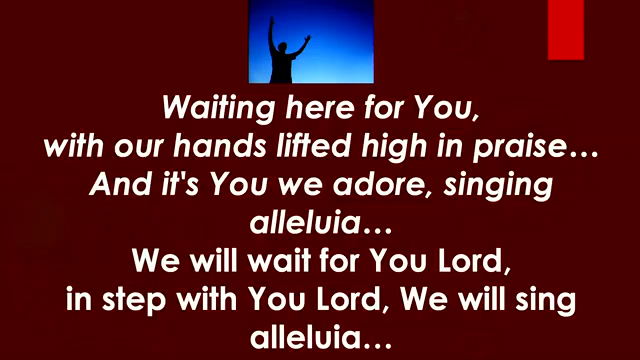 Waiting here for You,
with our hands lifted high in praise...
And it's You we adore, singing
alleluia...
We will wait for You Lord,
in step with You Lord, We will sing
alleluia...